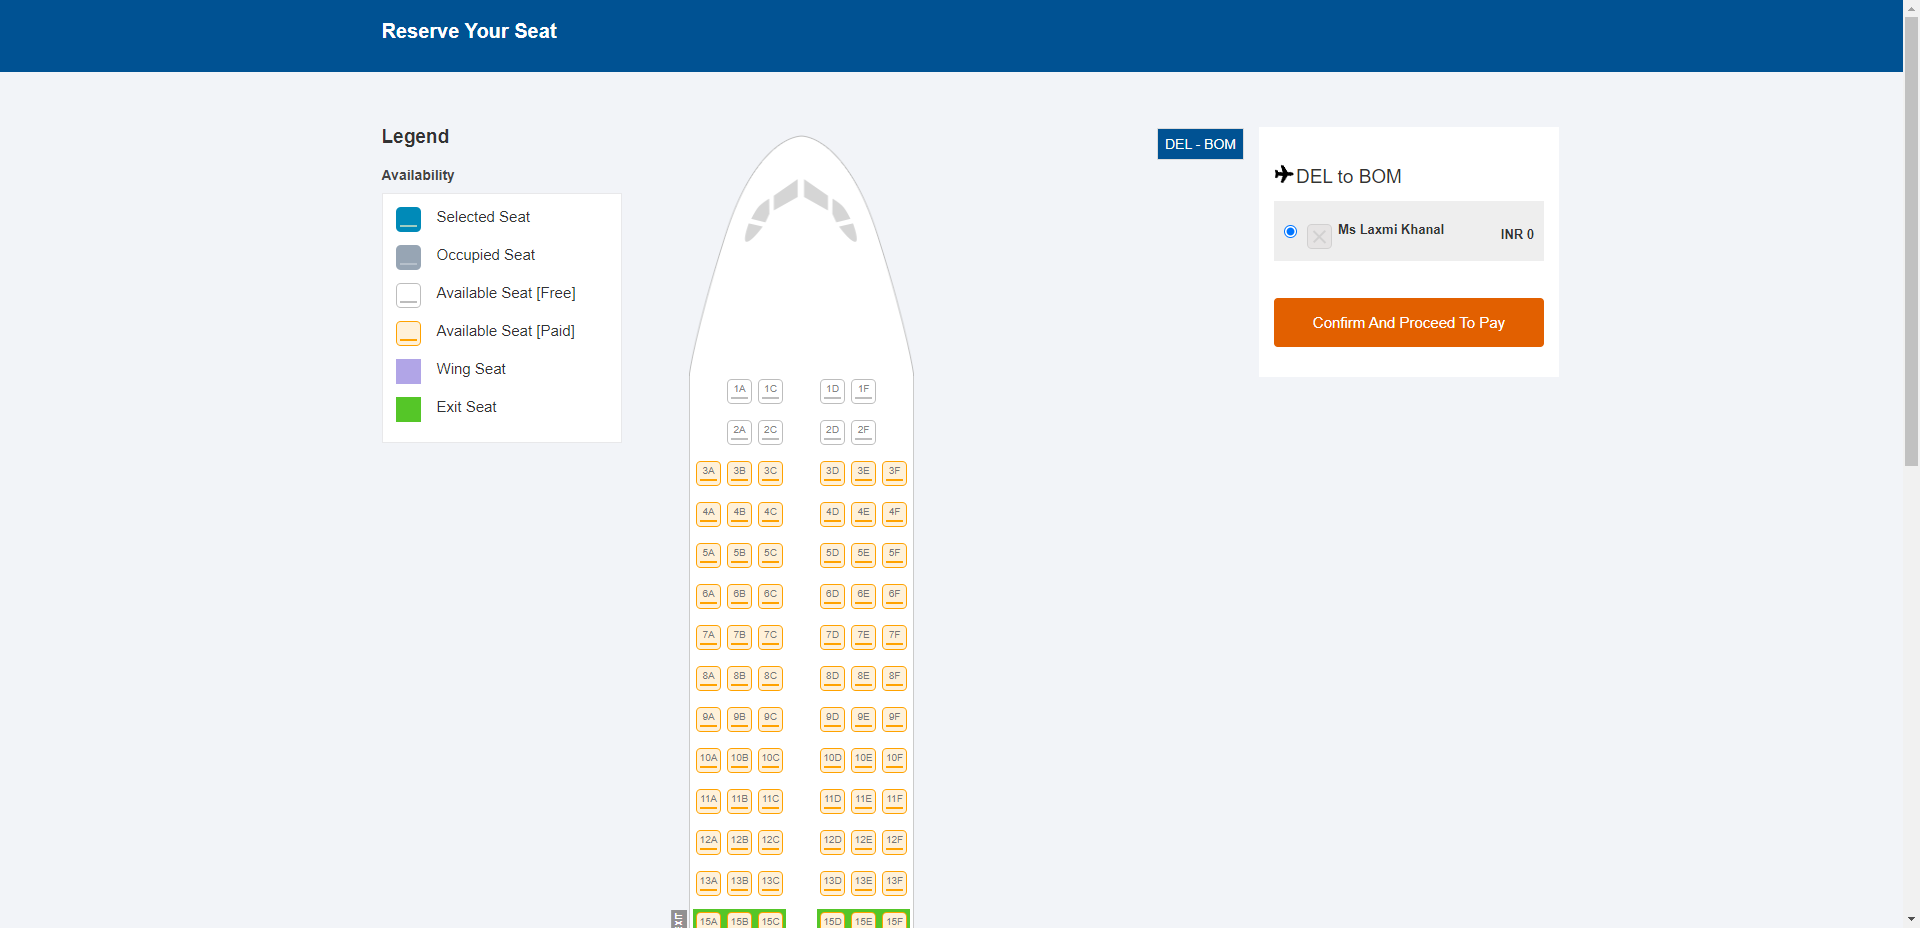 Reserve Your Seat
Legend
Availability
Selected Seat
Occupied Seat
Available Seat [Free]
Available Seat [Paid]
Wing Seat
Exit Seat
1A 1C 1D 1F
2A 2C 2D 2F
3A 3B 3C 3D 3E 3F
4A 4B 4C 4D 4E 4F
5A 5B 5C 5D 5E 5F
6A 6B 6C 6D 6E 6F
7A 7B 7C 7D 7E 7F
8A 8B 8C 8D 8E 8F
9A 9B 9C 9D 9E 9F
10A 10B 10C 10D 10E 10F
11A 11B 11C 11D 11E 11F
12A 12B 12C 12D 12E 12F
13A 13B 13C 13D 13E 13F
EXIT 15A 15B 15C 15D 15E 15F
DEL - BOM
DEL to BOM
Ms Laxmi Khanal INR 0
Confirm And Proceed To Pay